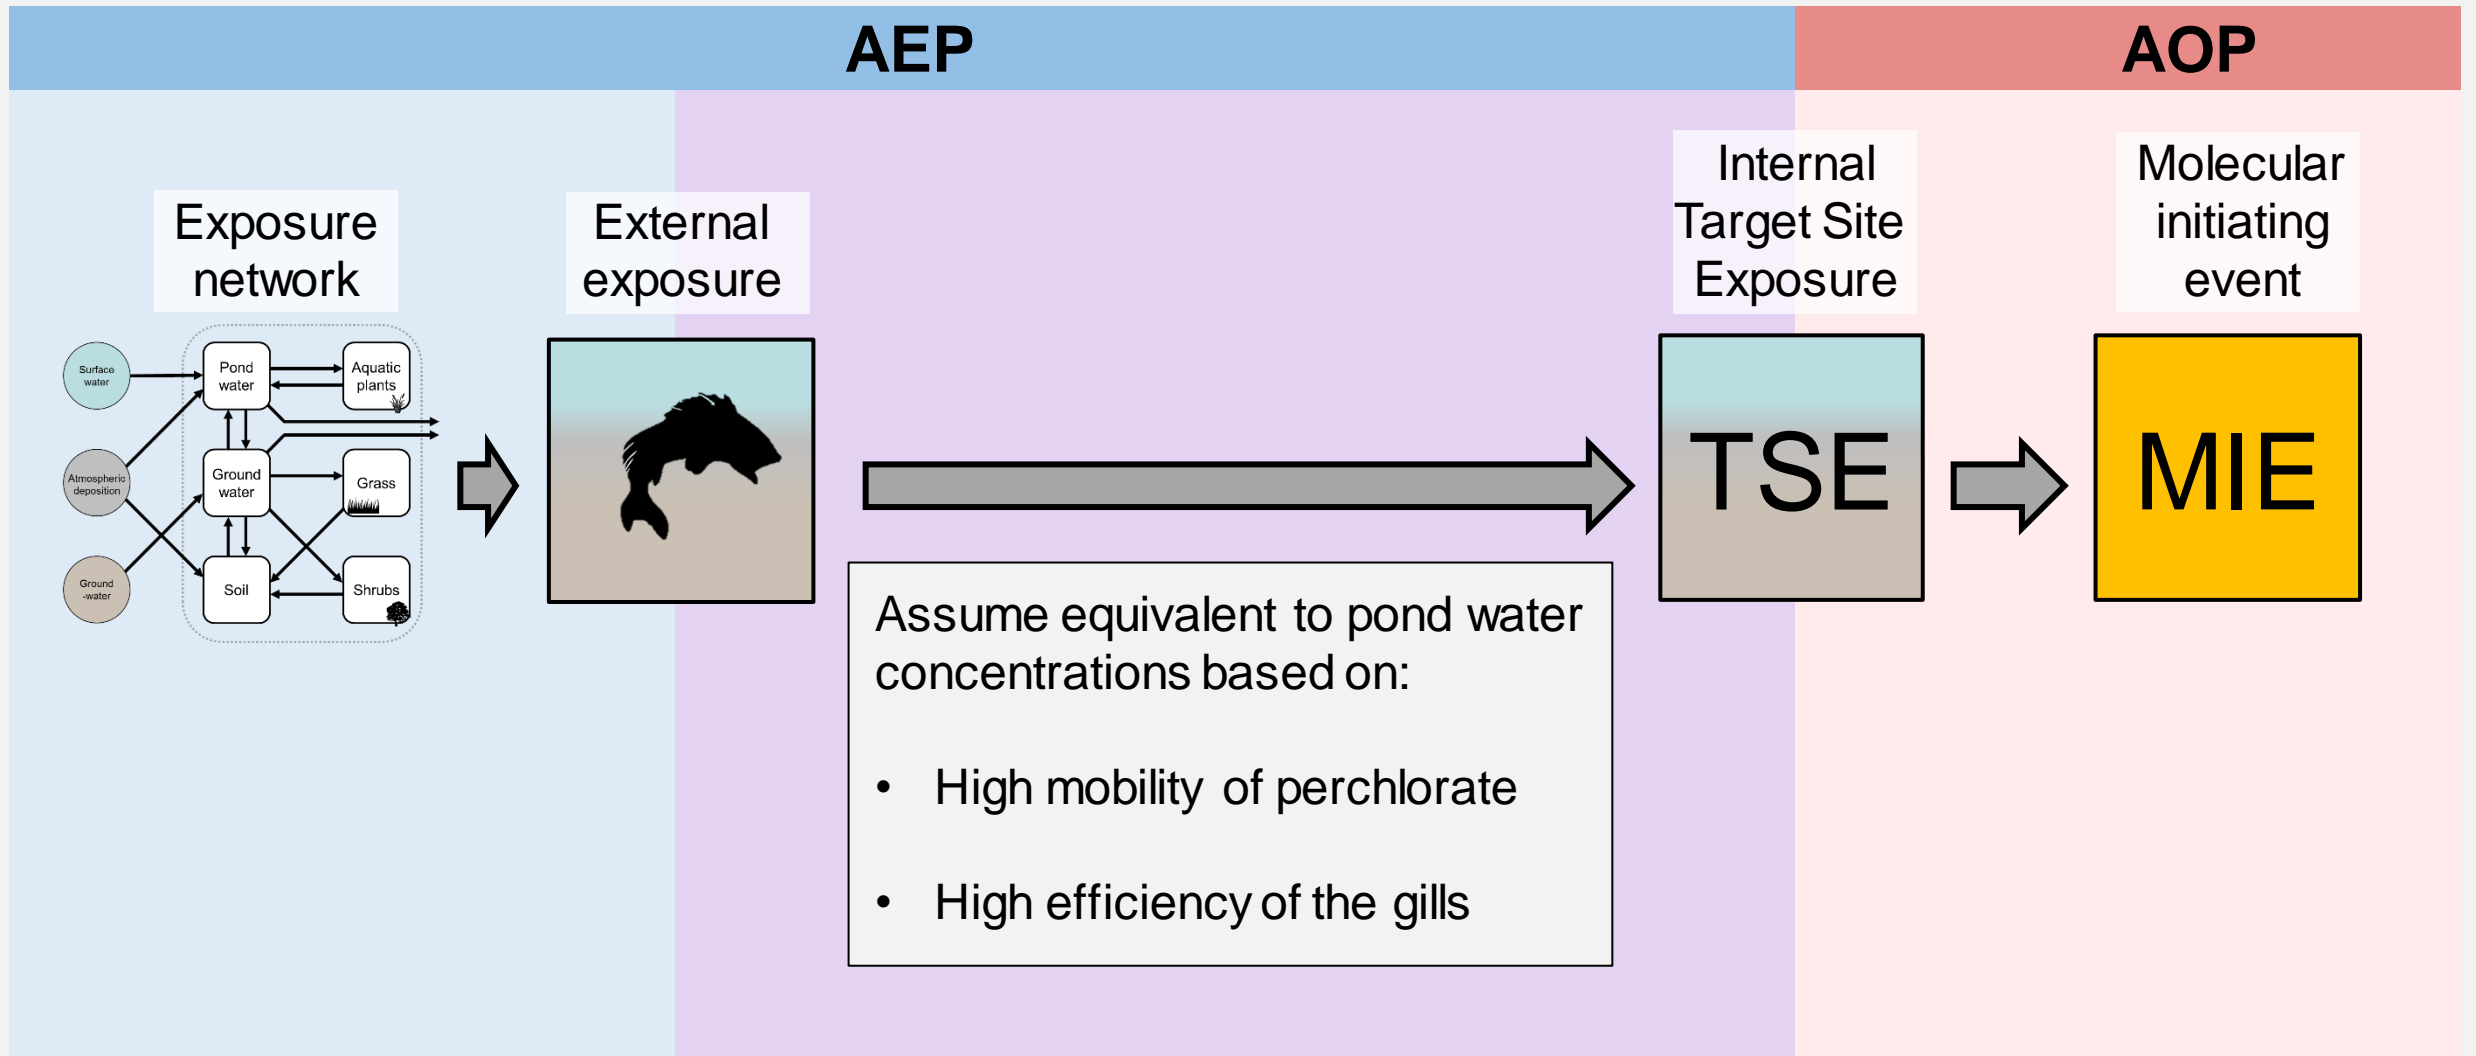 AEP
AOP
Exposure
network
External
exposure
Internal
Target Site
Exposure
Molecular
initiating
event
Surface
water
Pond
water
Aquatic
plants
Atmospheric
deposition
Ground
water
Grass
Ground
-water
Soil
Shrubs
TSE
MIE
Assume equivalent to pond water
concentrations based on:
• High mobility of perchlorate
• High efficiency of the gills